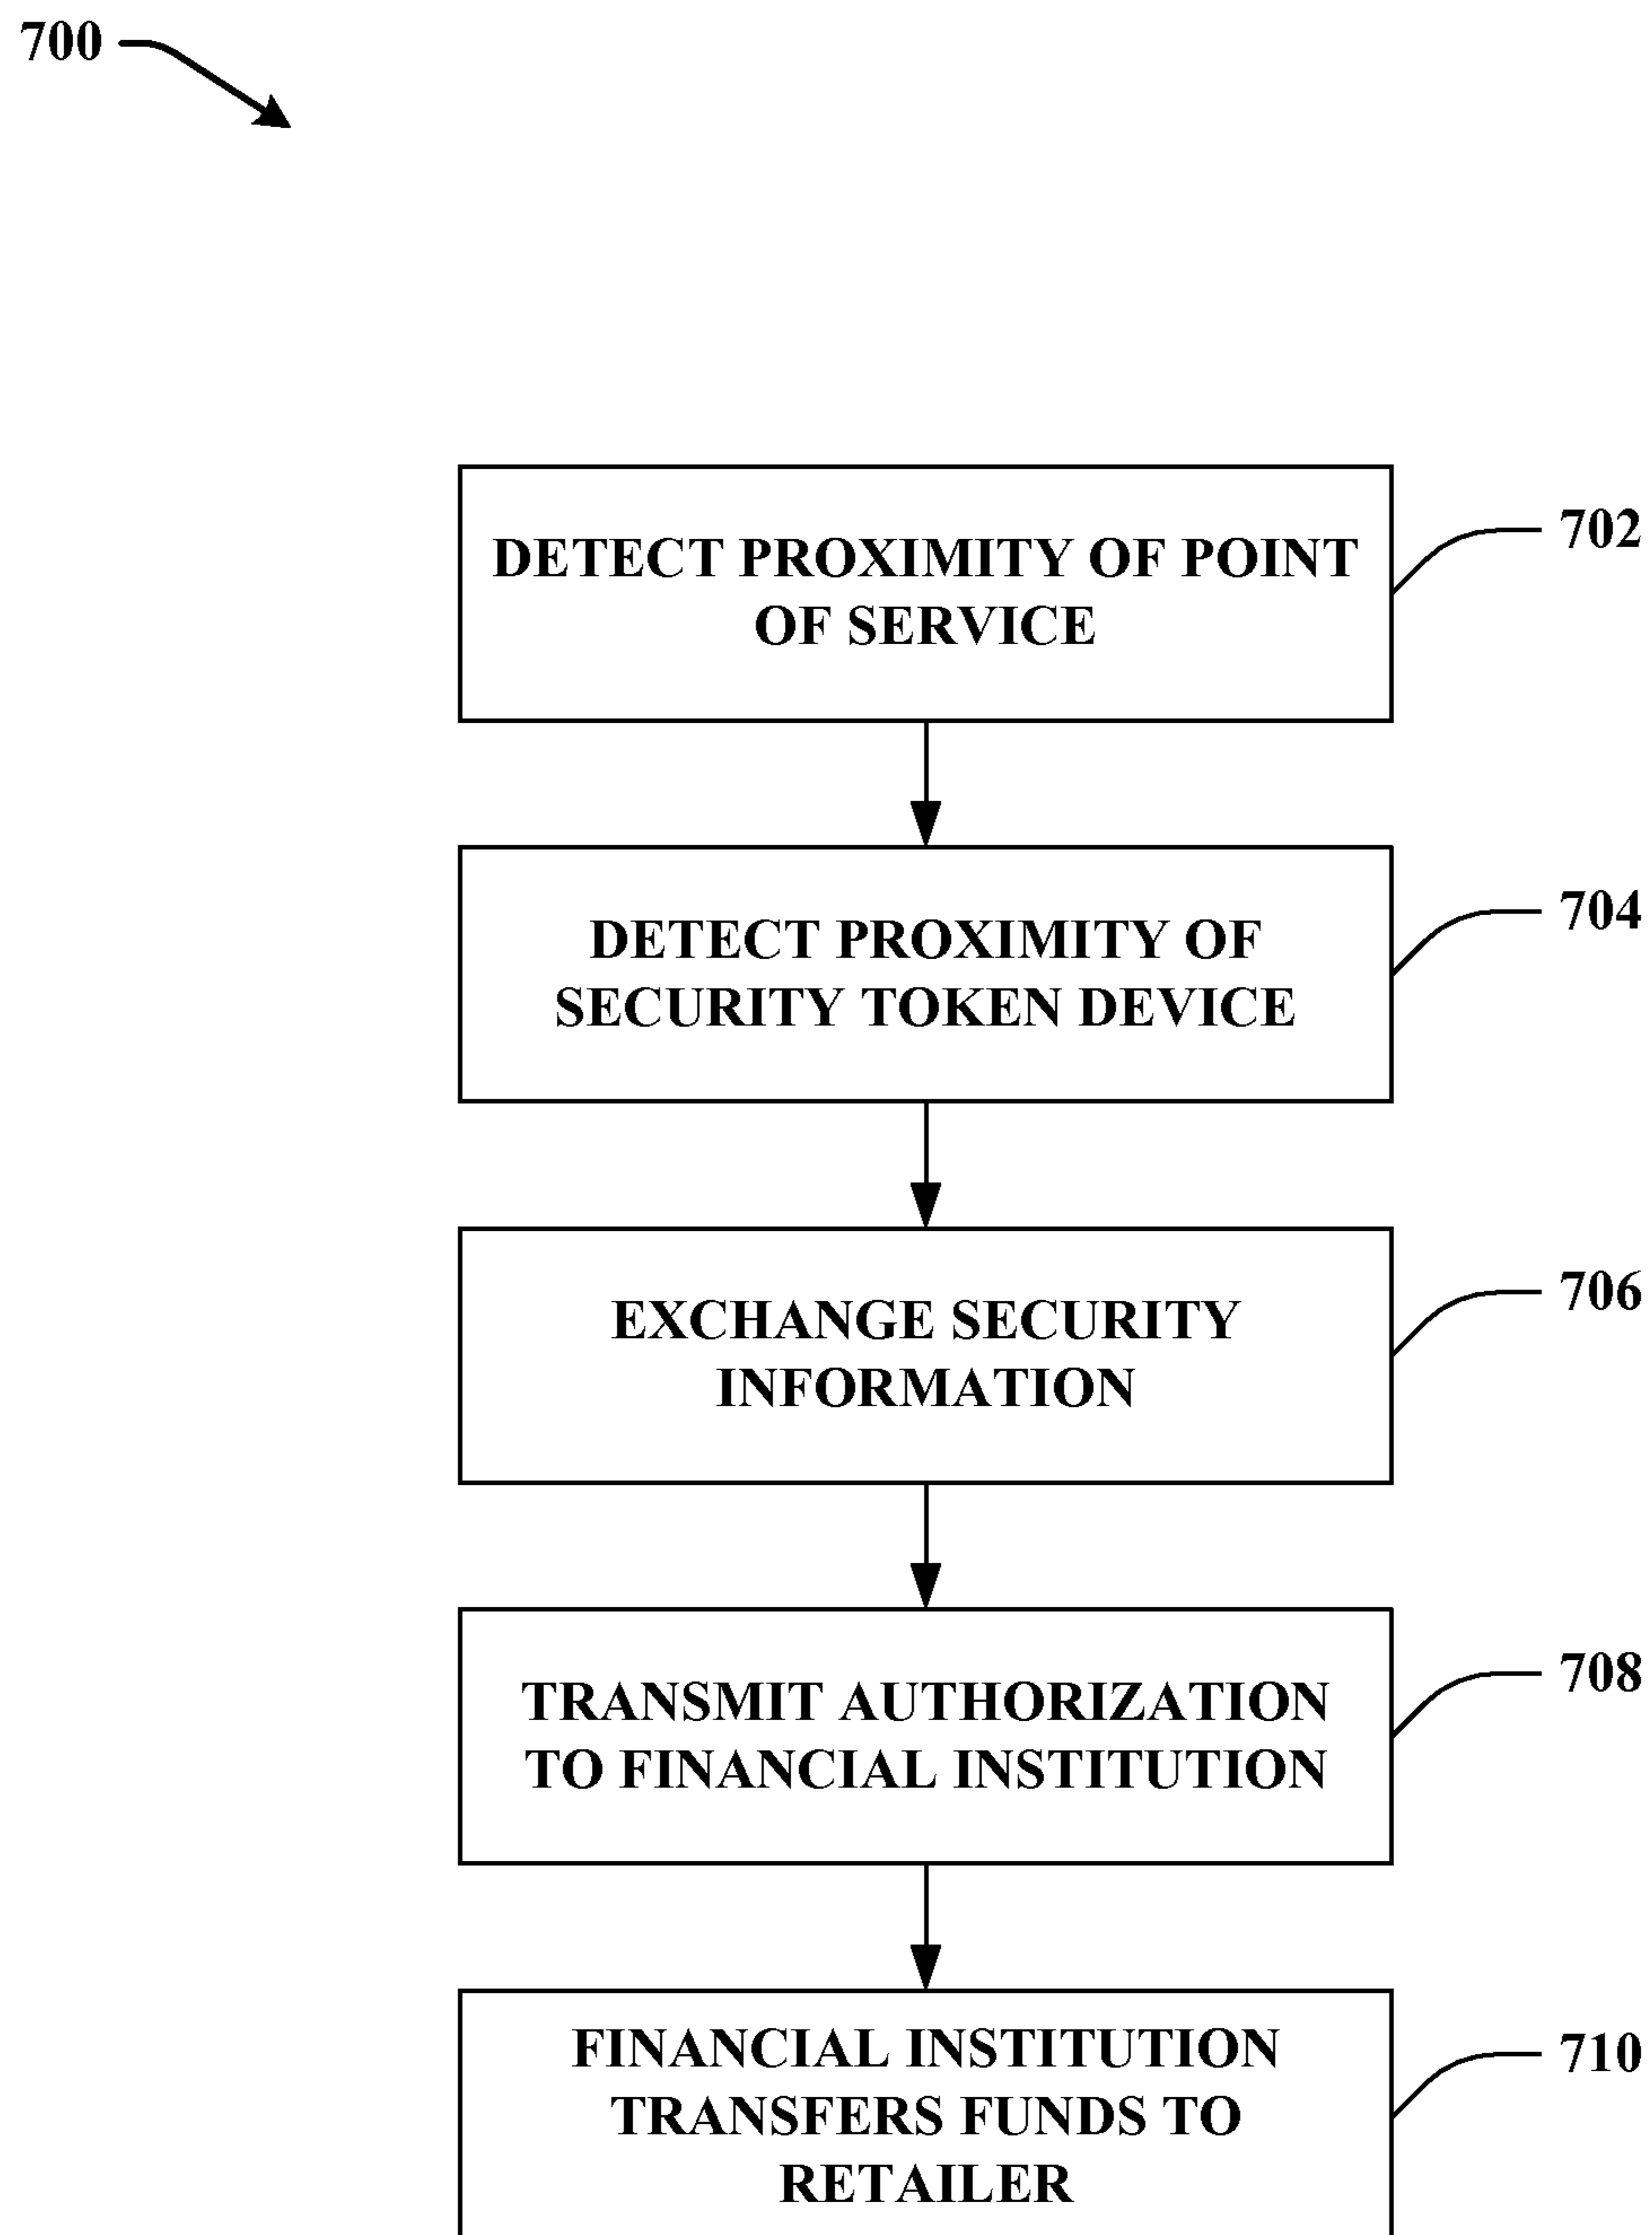 700
DETECT PROXIMITY OF POINT
OF SERVICE
702
DETECT PROXIMITY OF
SECURITY TOKEN DEVICE
704
EXCHANGE SECURITY
INFORMATION
706
TRANSMIT AUTHORIZATION
TO FINANCIAL INSTITUTION
708
FINANCIAL INSTITUTION
TRANSFERS FUNDS TO
RETAILER
710